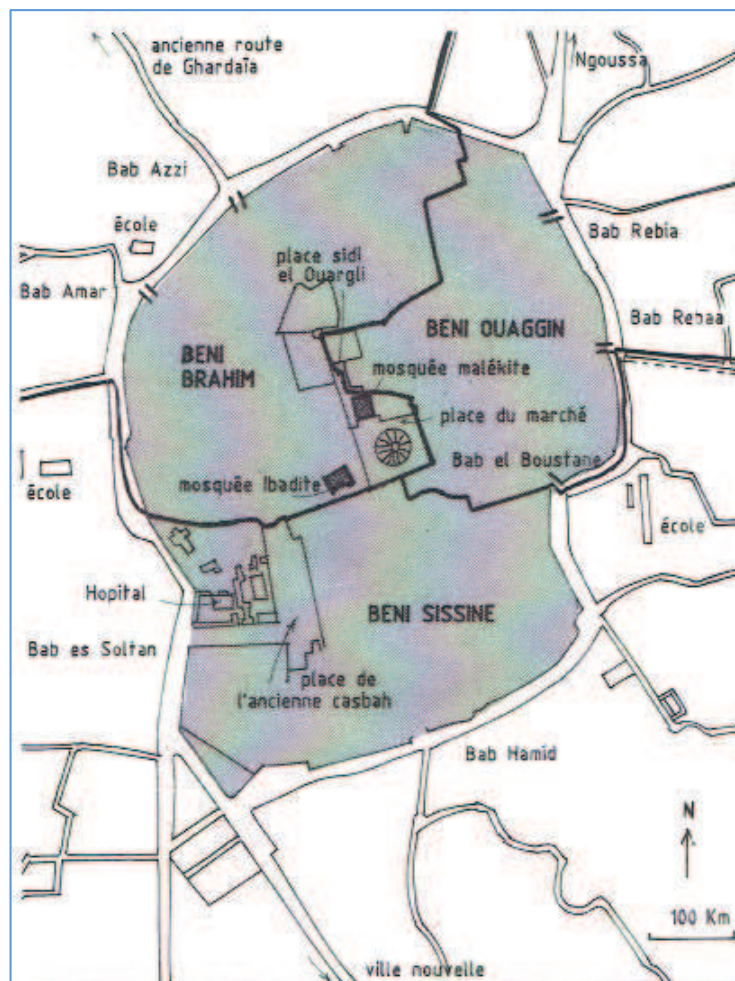 ancienne route
de Ghardaïa
Ngoussa
Bab Azzi
école
Bab Rebia
place sidi
el Ouargli
Bab Amar
Bab Rebaa
BENI OUAGGIN
BENI
BRAHIM
mosquée malékite
place du marché
Bab el Boustane
mosquée Ibadite
école
école
Hopital
BENI SISSINE
Bab es Soltan
place de
l'ancienne casbah
Bab Hamid
N
100 Km
ville nouvelle